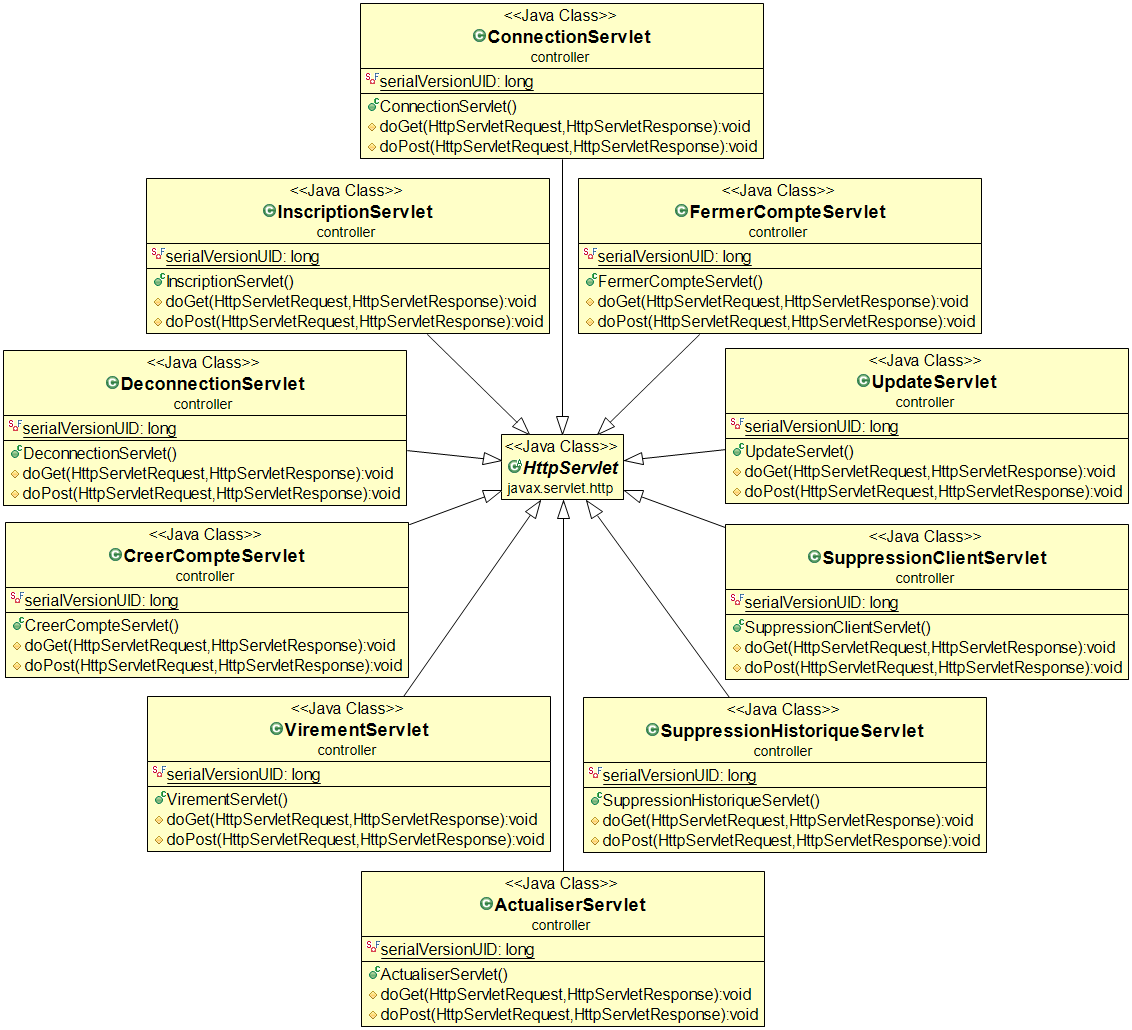 <<Java Class>>
ConnectionServlet
controller
serialVersionUID: long
ConnectionServlet()
doGet(HttpServletRequest,HttpServletResponse):void
doPost(HttpServletRequest,HttpServletResponse):void
<<Java Class>>
InscriptionServlet
controller
serialVersionUID: long
InscriptionServlet()
doGet(HttpServletRequest,HttpServletResponse):void
doPost(HttpServletRequest,HttpServletResponse):void
<<Java Class>>
FermerCompteServlet
controller
serialVersionUID: long
FermerCompteServlet()
doGet(HttpServletRequest,HttpServletResponse):void
doPost(HttpServletRequest,HttpServletResponse):void
<<Java Class>>
DeconnectionServlet
controller
serialVersionUID: long
DeconnectionServlet()
doGet(HttpServletRequest,HttpServletResponse):void
doPost(HttpServletRequest,HttpServletResponse):void
<<Java Class>>
UpdateServlet
controller
serialVersionUID: long
UpdateServlet()
doGet(HttpServletRequest,HttpServletResponse):void
doPost(HttpServletRequest,HttpServletResponse):void
<<Java Class>>
HttpServlet
javax.servlet.http
<<Java Class>>
CreerCompteServlet
controller
serialVersionUID: long
CreerCompteServlet()
doGet(HttpServletRequest,HttpServletResponse):void
doPost(HttpServletRequest,HttpServletResponse):void
<<Java Class>>
SuppressionClientServlet
controller
serialVersionUID: long
SuppressionClientServlet()
doGet(HttpServletRequest,HttpServletResponse):void
doPost(HttpServletRequest,HttpServletResponse):void
<<Java Class>>
VirementServlet
controller
serialVersionUID: long
VirementServlet()
doGet(HttpServletRequest,HttpServletResponse):void
doPost(HttpServletRequest,HttpServletResponse):void
<<Java Class>>
SuppressionHistoriqueServlet
controller
serialVersionUID: long
SuppressionHistoriqueServlet()
doGet(HttpServletRequest,HttpServletResponse):void
doPost(HttpServletRequest,HttpServletResponse):void
<<Java Class>>
ActualiserServlet
controller
serialVersionUID: long
ActualiserServlet()
doGet(HttpServletRequest,HttpServletResponse):void
doPost(HttpServletRequest,HttpServletResponse):void